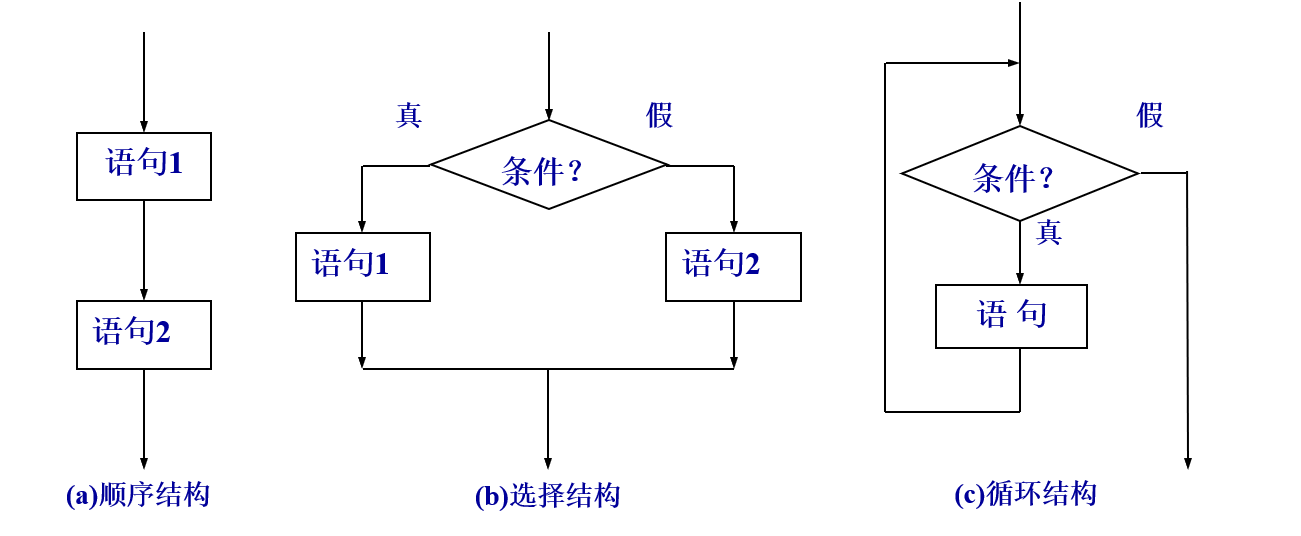 语句1
语句2
(a)顺序结构
真
假
条件?
语句1
语句2
(b)选择结构
假
条件?
真
语 句
(c)循环结构